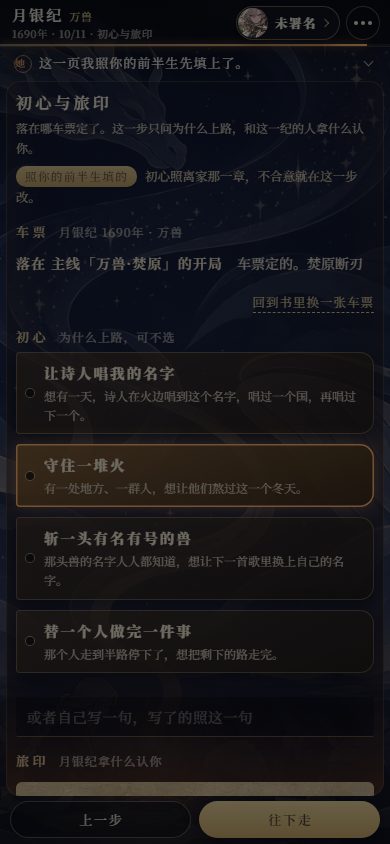 月银纪 万兽
未署名
1690年 · 10/11 · 初心与旅印
她 这一页我照你的前半生先填上了。
初心与旅印
落在哪车票定了。这一步只问为什么上路，和这一纪的人拿什么认
你。
照你的前半生填的 初心照离家那一章，不合意就在这一步
改。
车票 月银纪 1690年 · 万兽
落在 主线「万兽·焚原」的开局 车票定的。焚原断刃
回到书里换一张车票
初心 为什么上路，可不选
让诗人唱我的名字
想有一天，诗人在火边唱到这个名字，唱过一个国，再唱过
下一个。
守住一堆火
有一处地方、一群人，想让他们熬过这一个冬天。
斩一头有名有号的兽
那头兽的名字人人都知道，想让下一首歌里换上自己的名
字。
替一个人做完一件事
那个人走到半路停下了，想把剩下的路走完。
或者自己写一句，写了的照这一句
旅印 月银纪拿什么认你
上一步
往下走